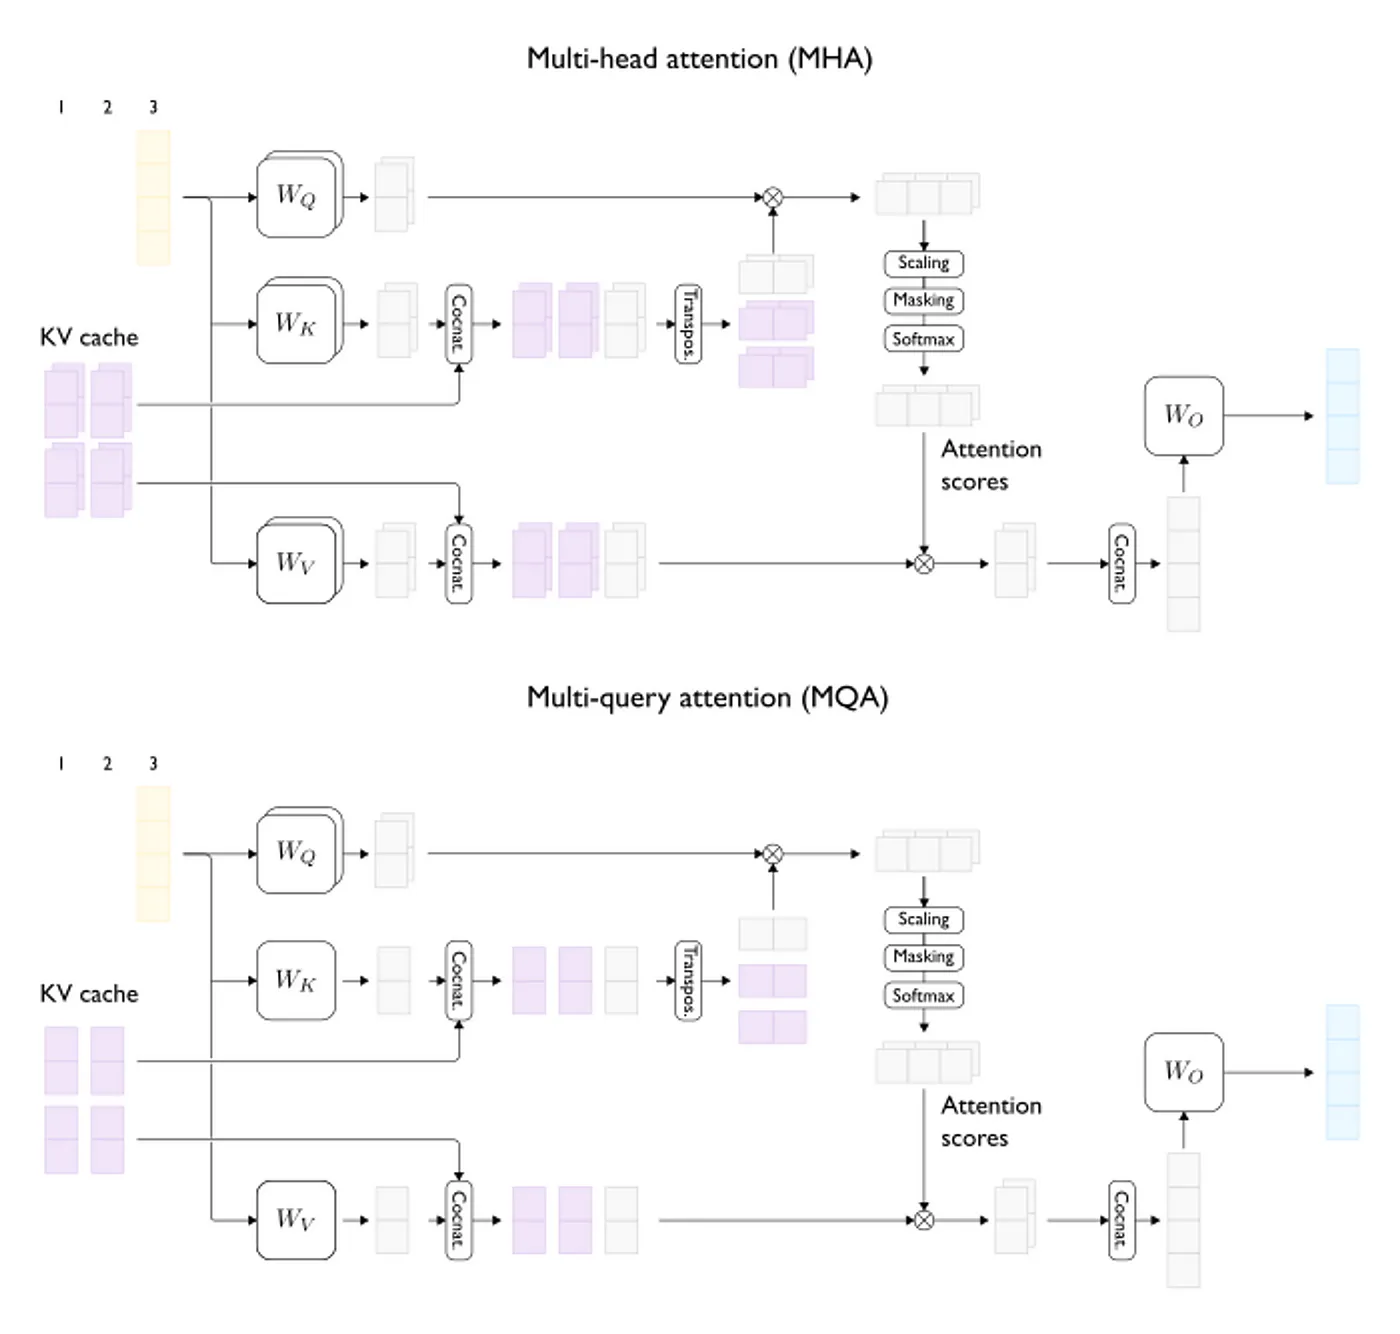 Multi-head attention (MHA)
1 2 3
W_Q
Scaling
W_K
Cocnat.
Transpos.
Masking
KV cache
Softmax
W_O
Attention
scores
W_V
Cocnat.
Cocnat.
Multi-query attention (MQA)
1 2 3
W_Q
Scaling
W_K
Cocnat.
Transpos.
Masking
KV cache
Softmax
W_O
Attention
scores
W_V
Cocnat.
Cocnat.